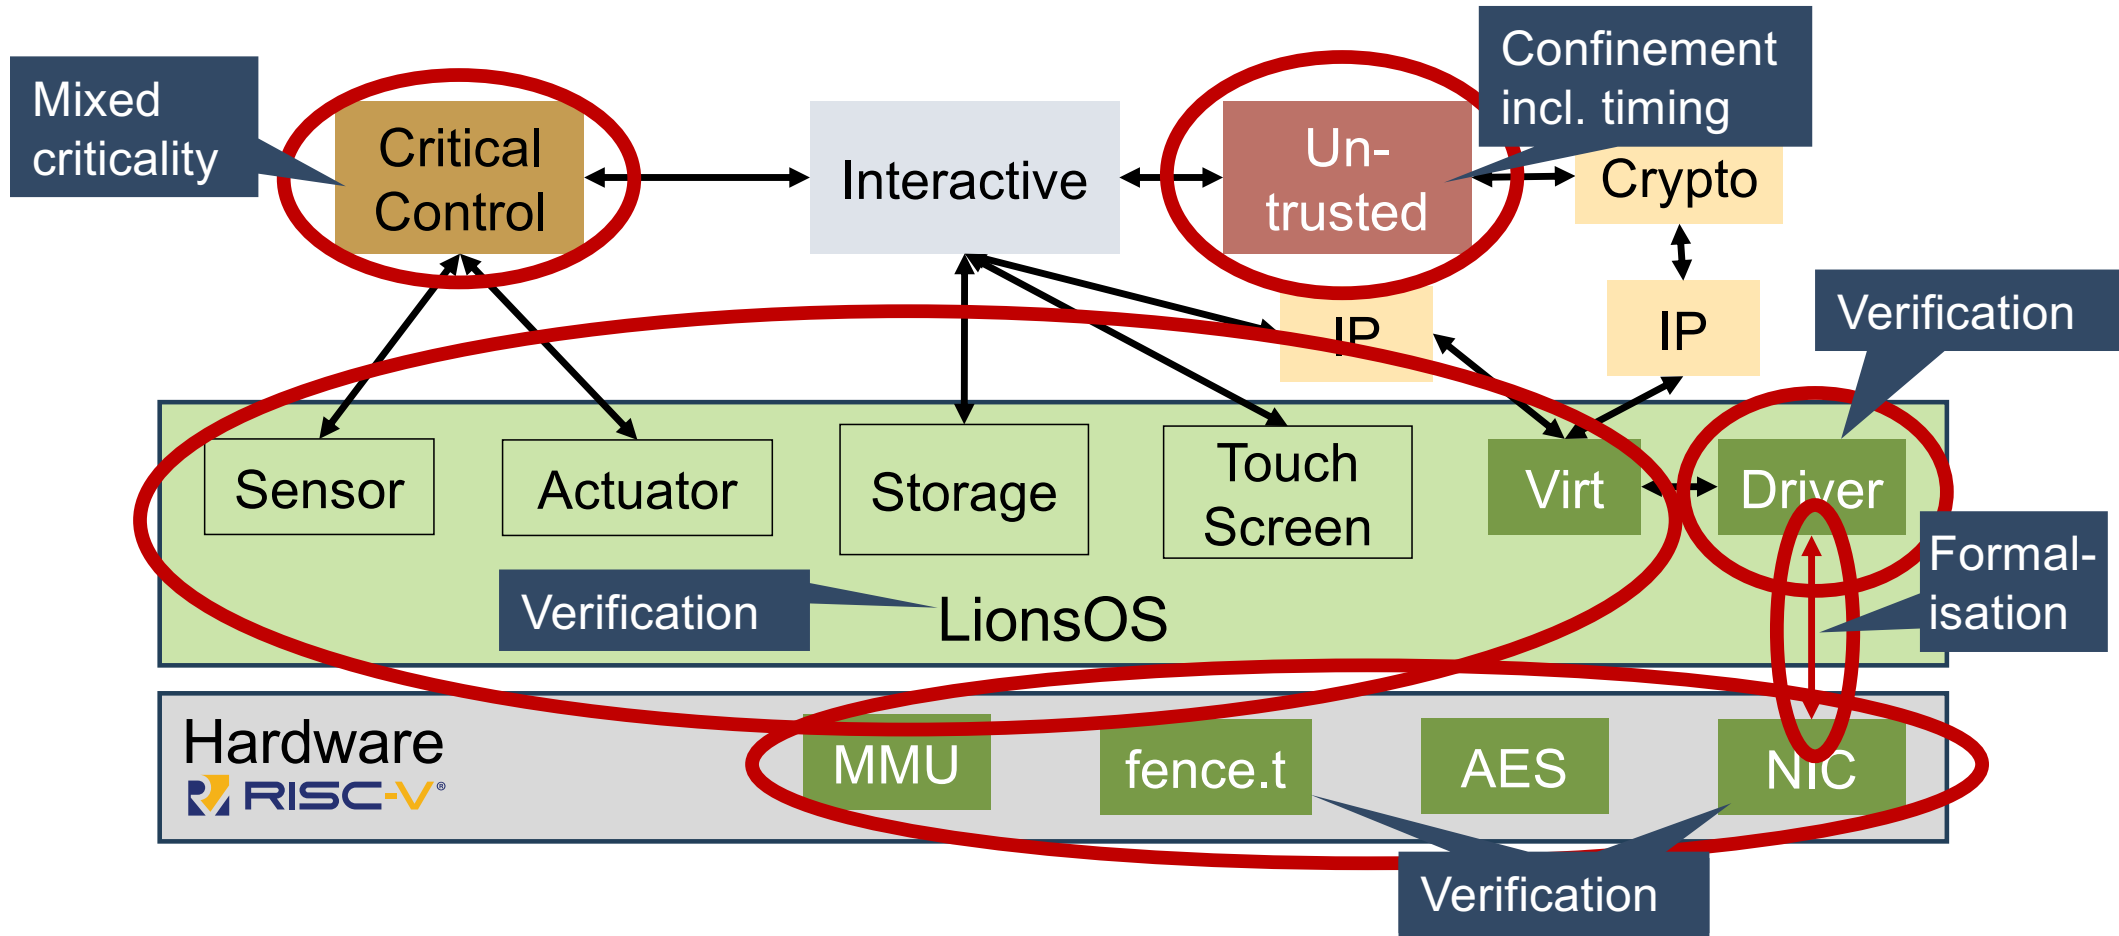 Mixed
criticality
Critical
Control
Interactive
Un-
trusted
Confinement
incl. timing
Crypto
IP
IP
Verification
Sensor
Actuator
Storage
Touch
Screen
Virt
Driver
Formal-
isation
Verification
LionsOS
Hardware
RISC-V®
MMU
fence.t
AES
NIC
Verification